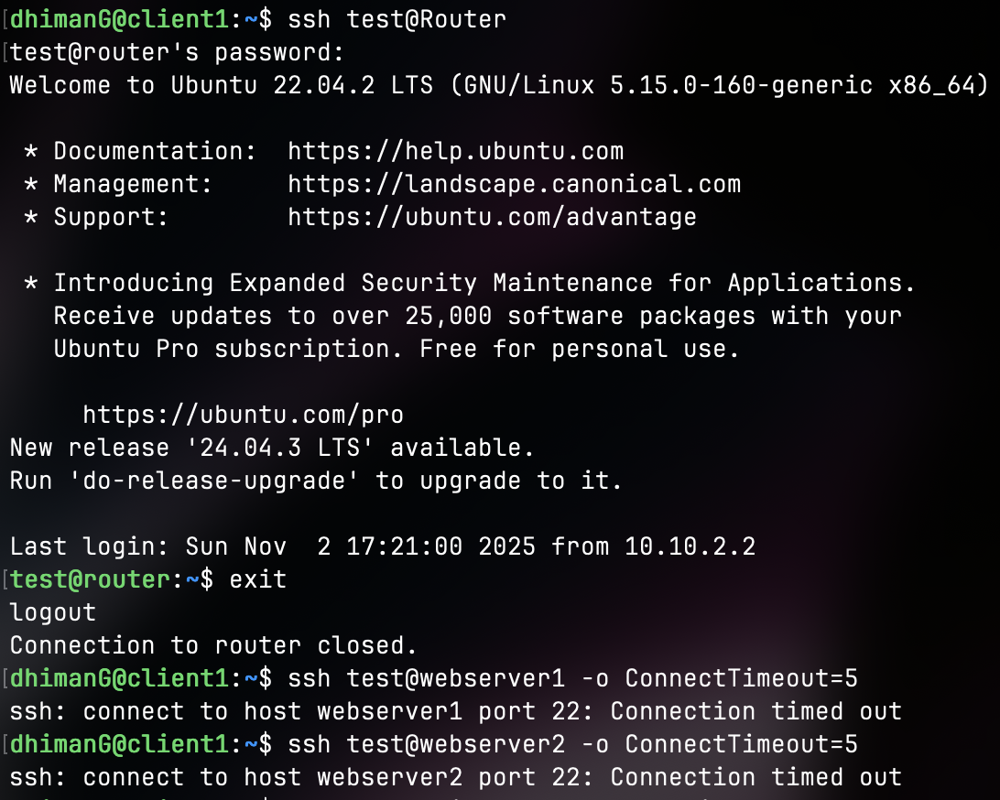 [dhimanG@client1:~$ ssh test@Router
[test@router's password:
Welcome to Ubuntu 22.04.2 LTS (GNU/Linux 5.15.0-160-generic x86_64)
* Documentation:  https://help.ubuntu.com
* Management:     https://landscape.canonical.com
* Support:        https://ubuntu.com/advantage
* Introducing Expanded Security Maintenance for Applications.
Receive updates to over 25,000 software packages with your
Ubuntu Pro subscription. Free for personal use.
https://ubuntu.com/pro
New release '24.04.3 LTS' available.
Run 'do-release-upgrade' to upgrade to it.
Last login: Sun Nov  2 17:21:00 2025 from 10.10.2.2
[test@router:~$ exit
logout
Connection to router closed.
[dhimanG@client1:~$ ssh test@webserver1 -o ConnectTimeout=5
ssh: connect to host webserver1 port 22: Connection timed out
[dhimanG@client1:~$ ssh test@webserver2 -o ConnectTimeout=5
ssh: connect to host webserver2 port 22: Connection timed out